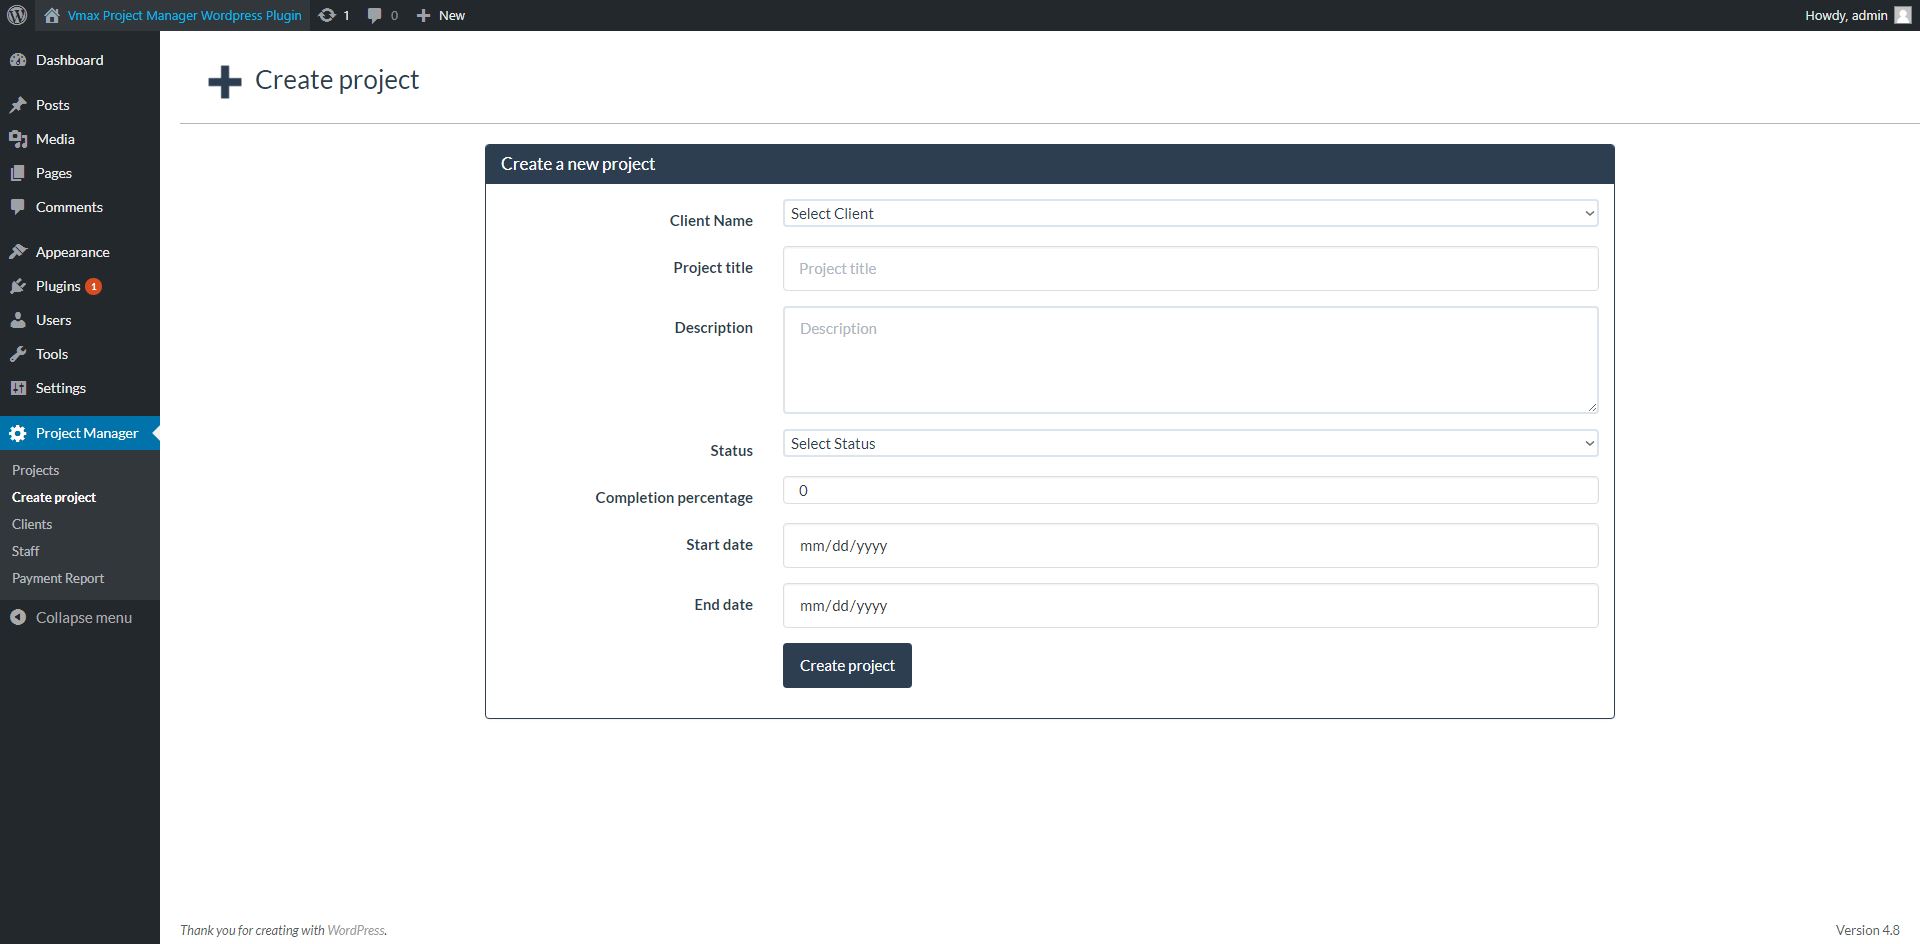 Vmax Project Manager Wordpress Plugin 1 0 New Howdy, admin
Dashboard
Posts
Media
Pages
Comments
Appearance
Plugins 1
Users
Tools
Settings
Project Manager
Projects
Create project
Clients
Staff
Payment Report
Collapse menu
Create project
Create a new project
Client Name Select Client
Project title Project title
Description Description
Status Select Status
Completion percentage 0
Start date mm/dd/yyyy
End date mm/dd/yyyy
Create project
Thank you for creating with WordPress. Version 4.8